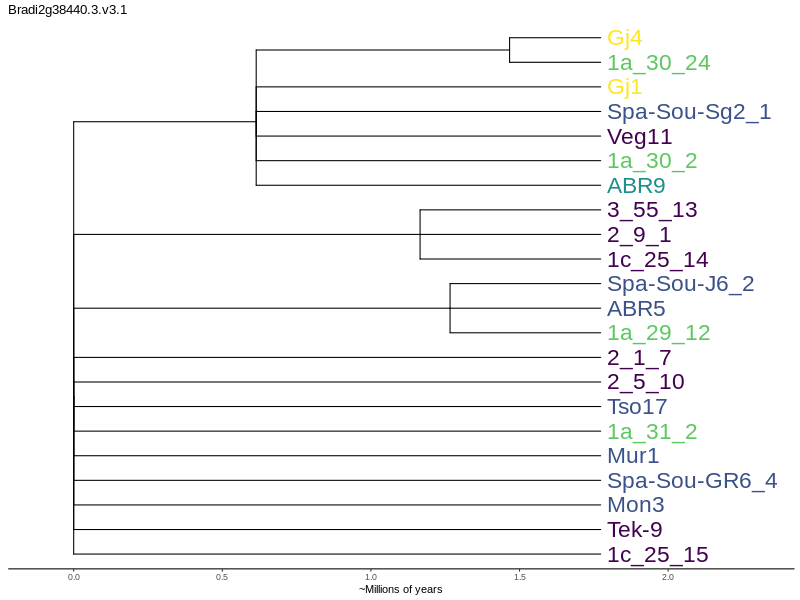 Bradi2g38440.3.v3.1
Gj4
1a_30_24
Gj1
Spa-Sou-Sg2_1
Veg11
1a_30_2
ABR9
3_55_13
2_9_1
1c_25_14
Spa-Sou-J6_2
ABR5
1a_29_12
2_1_7
2_5_10
Tso17
1a_31_2
Mur1
Spa-Sou-GR6_4
Mon3
Tek-9
1c_25_15
0.0 0.5 1.0 1.5 2.0
~Millions of years